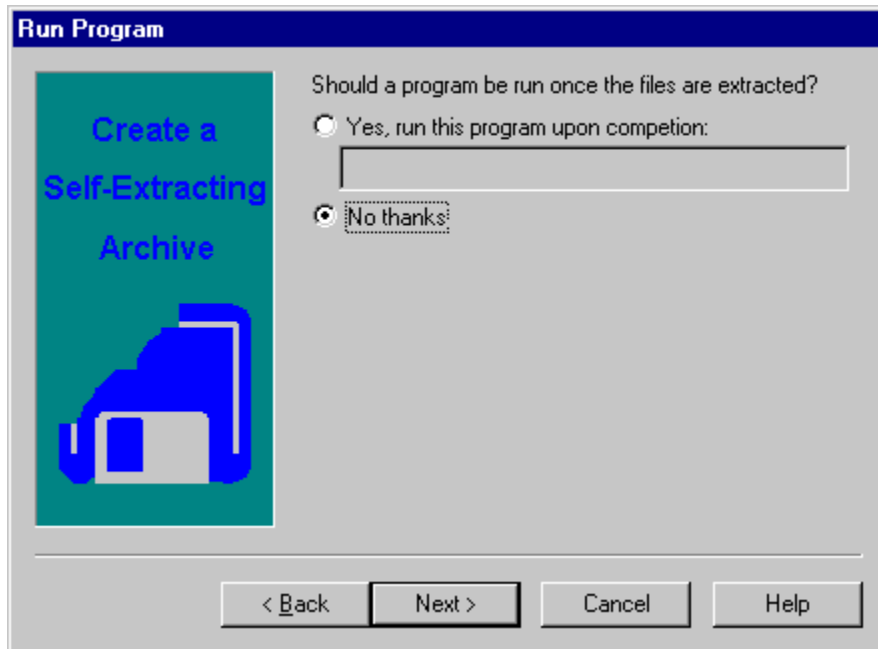 Run Program
Create a
Self-Extracting
Archive
Should a program be run once the files are extracted?
Yes, run this program upon competion:
No thanks
< Back
Next >
Cancel
Help